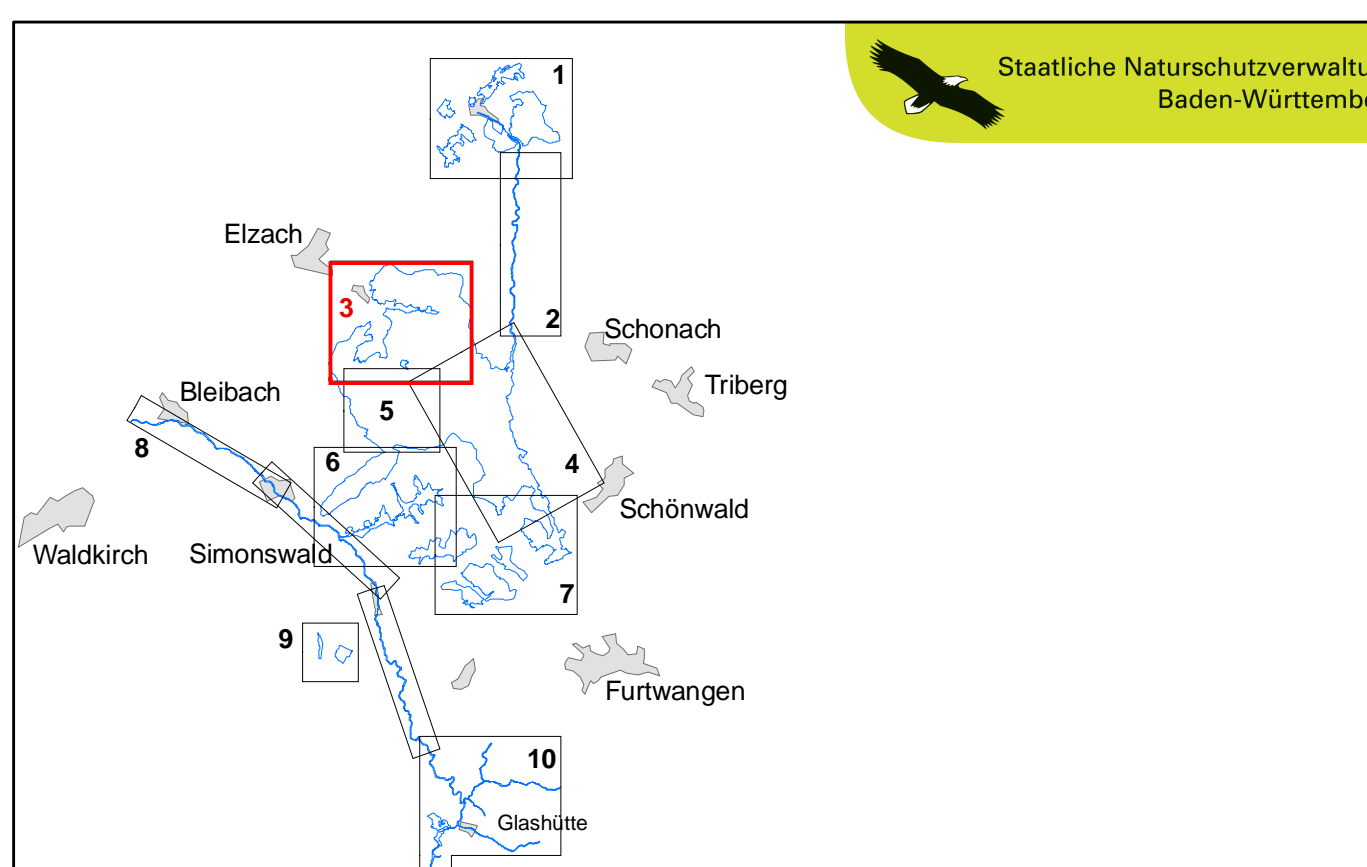 Staatliche Naturschutzverwaltu
Baden-Württembe
1
Elzach
3
2
Schonach
Triberg
Bleibach
5
8
6
4
Schönwald
Waldkirch
Simonswald
7
9
Furtwangen
10
Glashütte